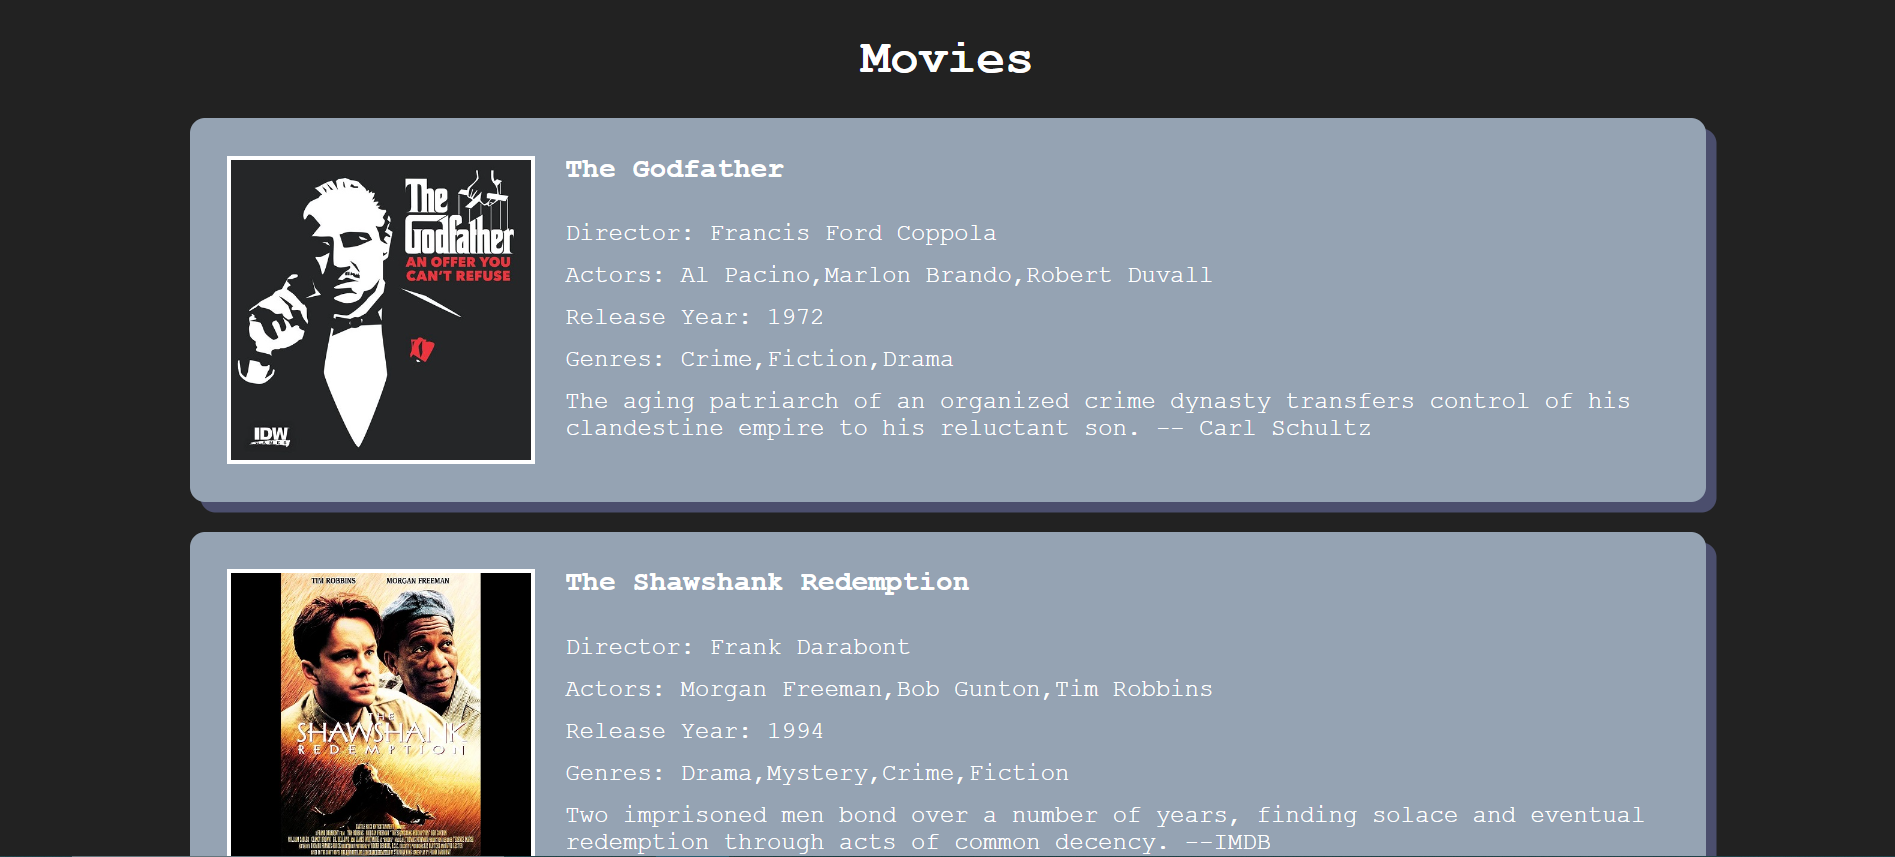 Movies
The Godfather
The
Godfather
AN OFFER YOU
CAN'T REFUSE
IDW
GAMES
Director: Francis Ford Coppola
Actors: Al Pacino,Marlon Brando,Robert Duvall
Release Year: 1972
Genres: Crime,Fiction,Drama
The aging patriarch of an organized crime dynasty transfers control of his
clandestine empire to his reluctant son. -- Carl Schultz
The Shawshank Redemption
TIM ROBBINS MORGAN FREEMAN
THE
SHAWSHANK
REDEMPTION
Director: Frank Darabont
Actors: Morgan Freeman,Bob Gunton,Tim Robbins
Release Year: 1994
Genres: Drama,Mystery,Crime,Fiction
Two imprisoned men bond over a number of years, finding solace and eventual
redemption through acts of common decency. --IMDB